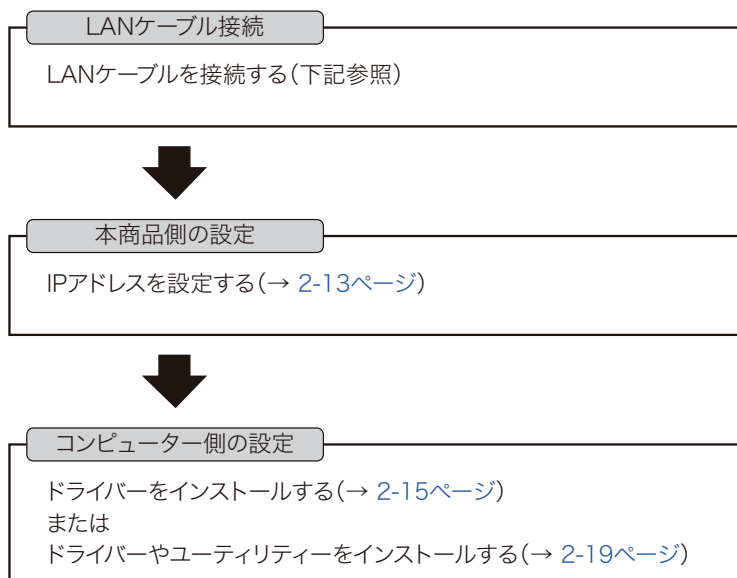 LANケーブル接続
LANケーブルを接続する（下記参照）
本商品側の設定
IPアドレスを設定する（→ 2-13ページ）
コンピューター側の設定
ドライバーをインストールする（→ 2-15ページ）
または
ドライバーやユーティリティーをインストールする（→ 2-19ページ）